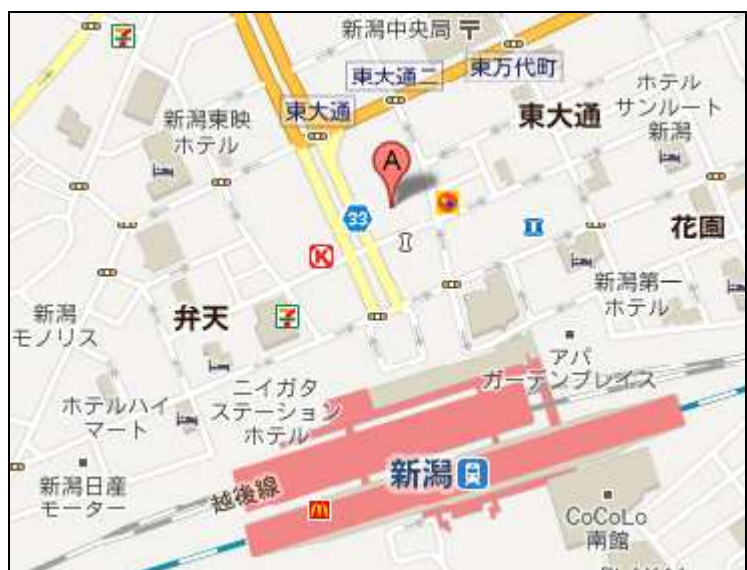 新潟中央局
東万代町
東大通二
東大通
ホテル
サンルート
新潟
東大通
新潟東映
ホテル
A
33
花園
K
新潟第一
ホテル
弁天
7
7
新潟
モノリス
アパ
ガーデンプレイス
ニイガタ
ステーション
ホテル
ホテルハイ
マート
新潟
越後線
新潟日産
モーター
CoCoLo
南館